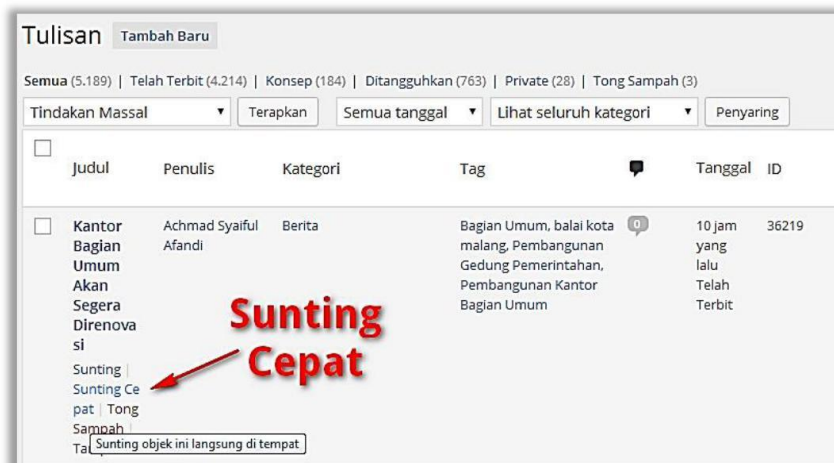 Tulisan Tambah Baru
Semua (5.189) | Telah Terbit (4.214) | Konsep (184) | Ditangguhkan (763) | Private (28) | Tong Sampah (3)
Tindakan Massal Terapkan Semua tanggal Lihat seluruh kategori Penyaring
Judul Penulis Kategori Tag Tanggal ID
Kantor
Bagian
Umum
Akan
Segera
Direnova
si
Sunting |
Sunting Ce
pat | Tong
Sampah |
Achmad Syaiful
Afandi
Berita
Bagian Umum, balai kota
malang, Pembangunan
Gedung Pemerintahan,
Pembangunan Kantor
Bagian Umum
0
10 jam
yang
lalu
Telah
Terbit
36219
Sunting
Cepat
Sunting objek ini langsung di tempat